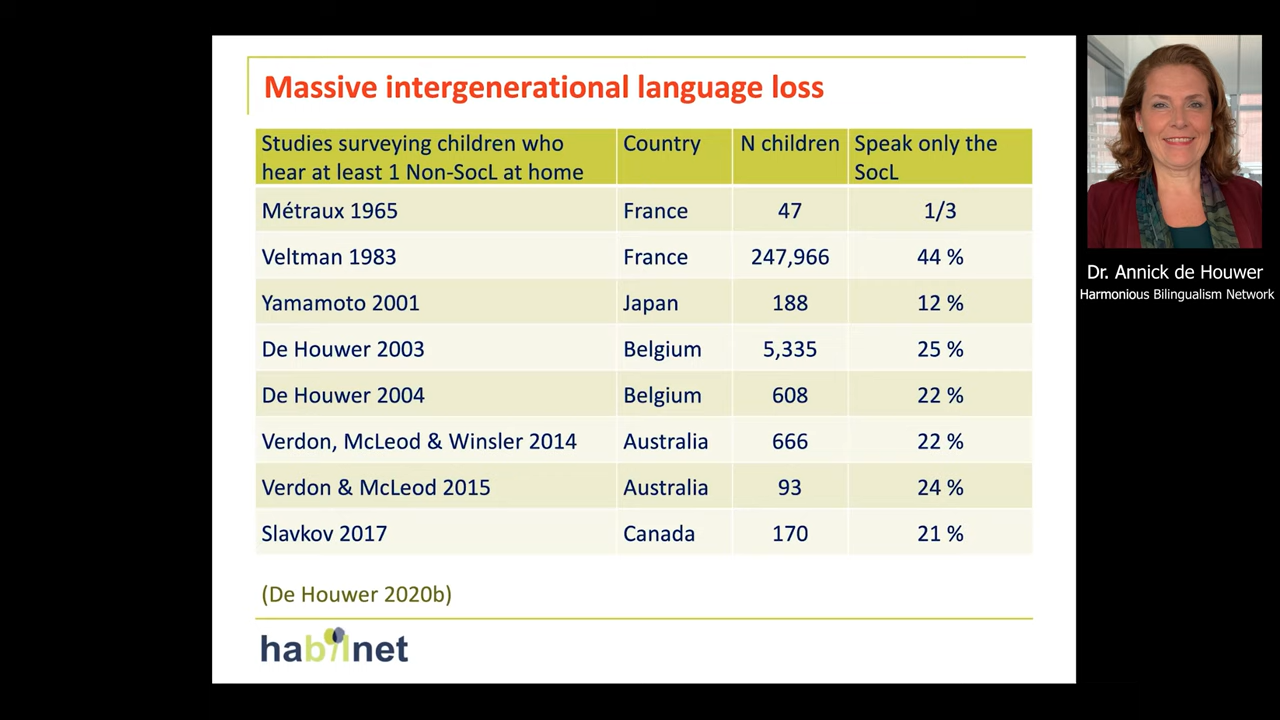 Massive intergenerational language loss
Studies surveying children who
hear at least 1 Non-SocL at home
Country
N children
Speak only the
SocL
Métraux 1965 France 47 1/3
Veltman 1983 France 247,966 44 %
Yamamoto 2001 Japan 188 12 %
De Houwer 2003 Belgium 5,335 25 %
De Houwer 2004 Belgium 608 22 %
Verdon, McLeod & Winsler 2014 Australia 666 22 %
Verdon & McLeod 2015 Australia 93 24 %
Slavkov 2017 Canada 170 21 %
(De Houwer 2020b)
habilnet
Dr. Annick de Houwer
Harmonious Bilingualism Network